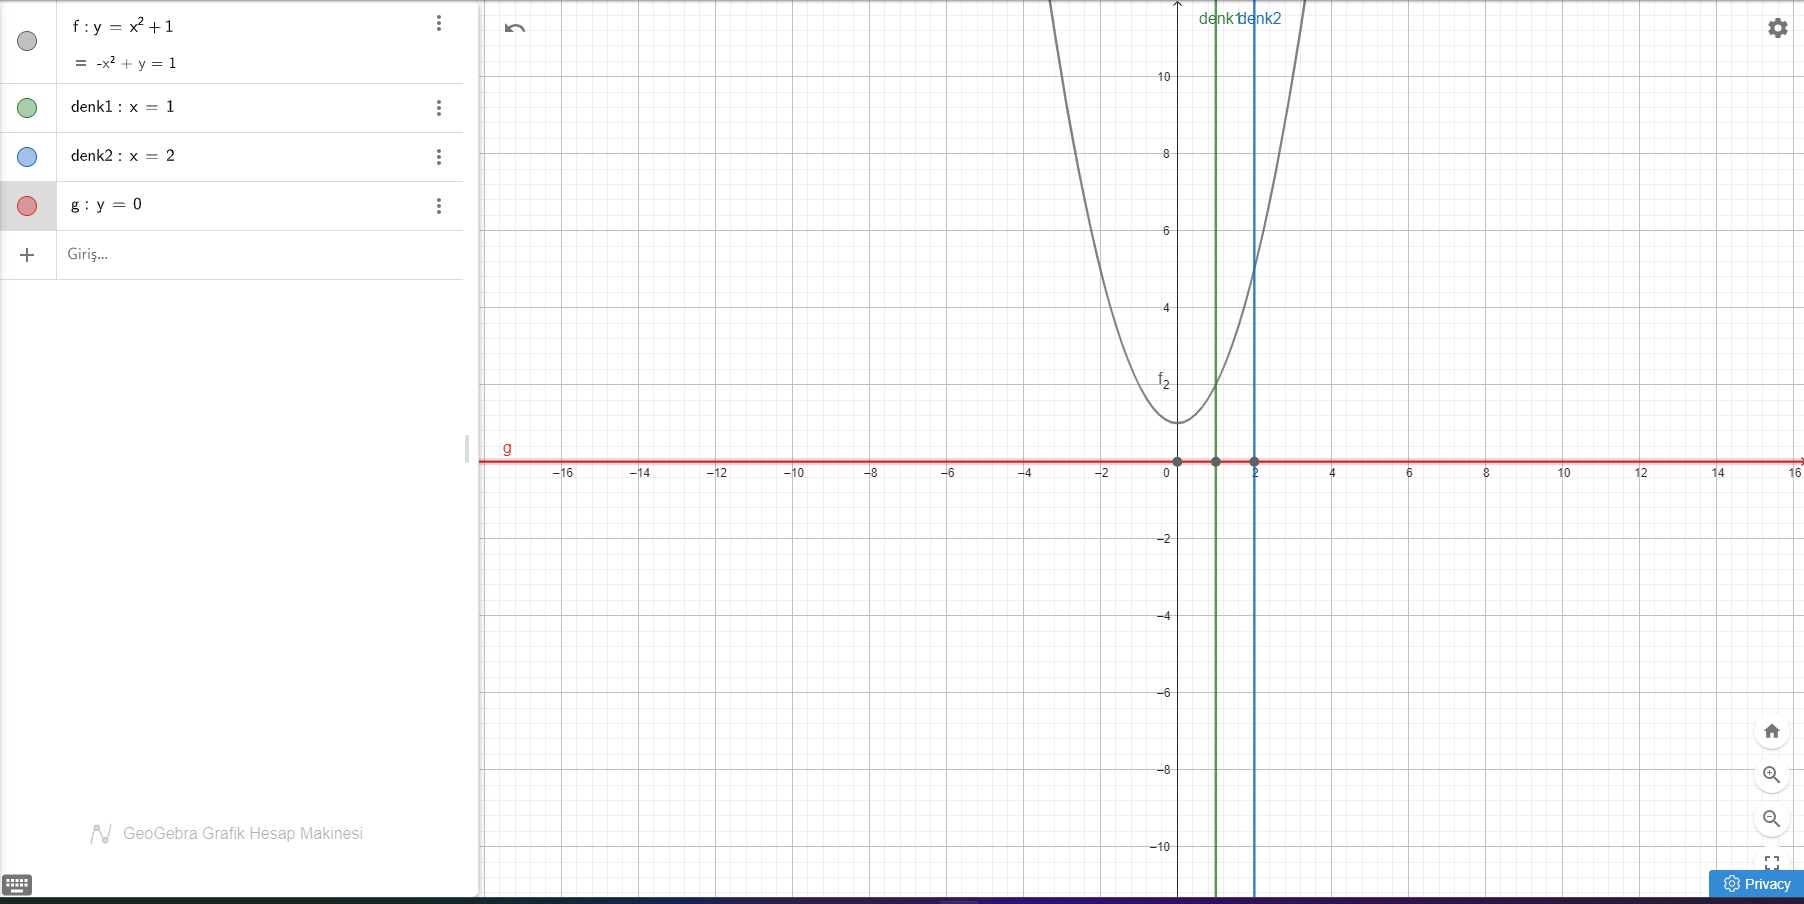 f : y = x² + 1
= -x² + y = 1
denk1 : x = 1
denk2 : x = 2
g : y = 0
Giriş...
GeoGebra Grafik Hesap Makinesi
denk1 denk2
10
8
6
4
f 2
g
−16 −14 −12 −10 −8 −6 −4 −2 0 2 4 6 8 10 12 14 16
−2
−4
−6
−8
−10
Privacy